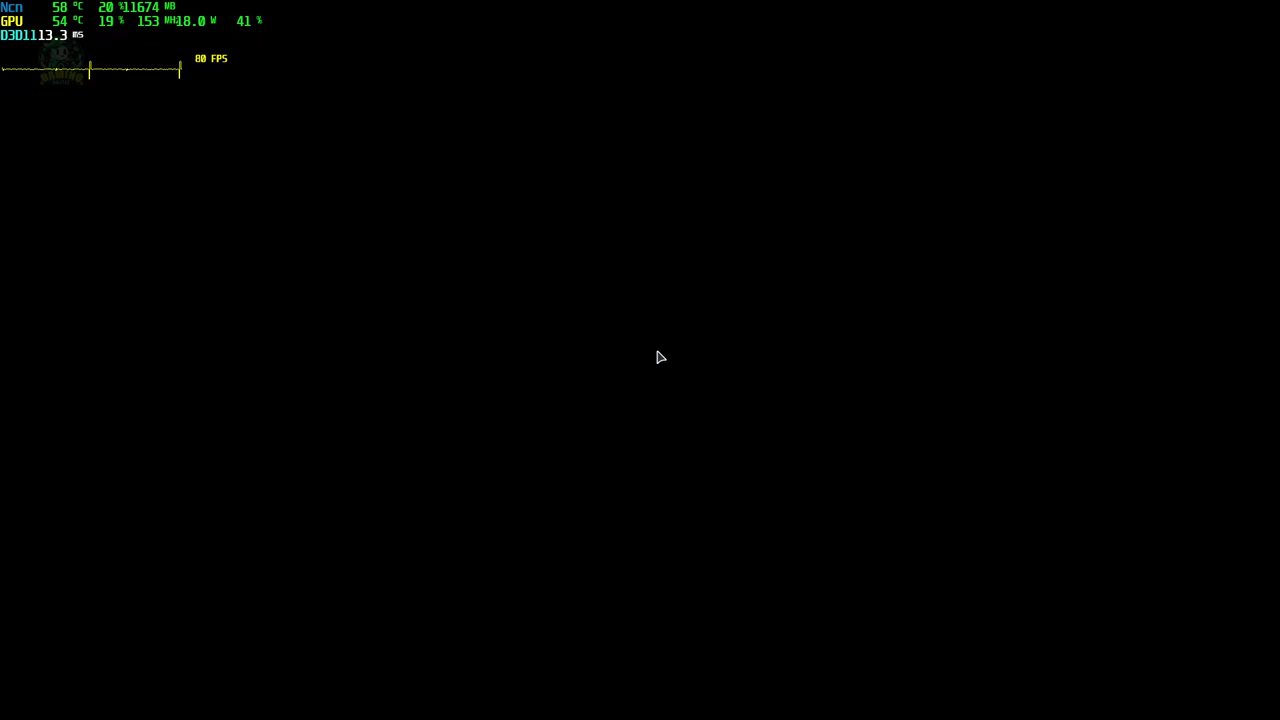 Ncn 58 °C 20 % 11674 MB
GPU 54 °C 19 % 153 MHz 18.0 W 41 %
D3D11 13.3 ms
80 FPS
GAMING